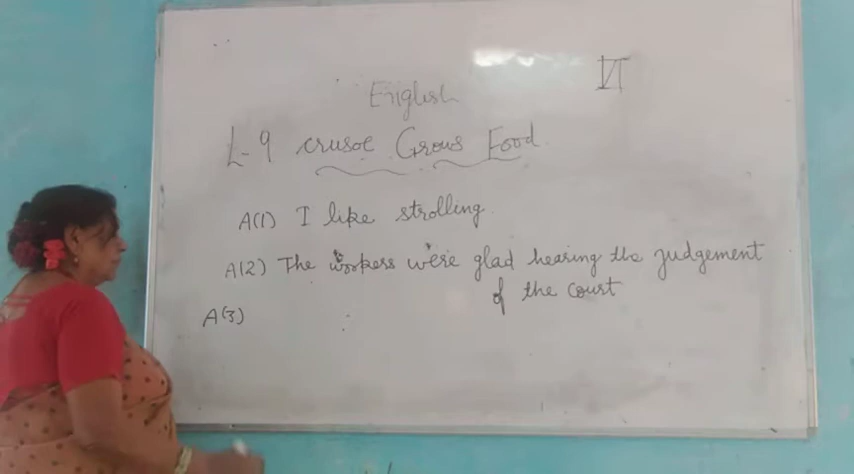 VI
English
L-9 crusoe Grows Food
A(1) I like strolling.
A(2) The workers were glad hearing the judgement
of the court
A(3)